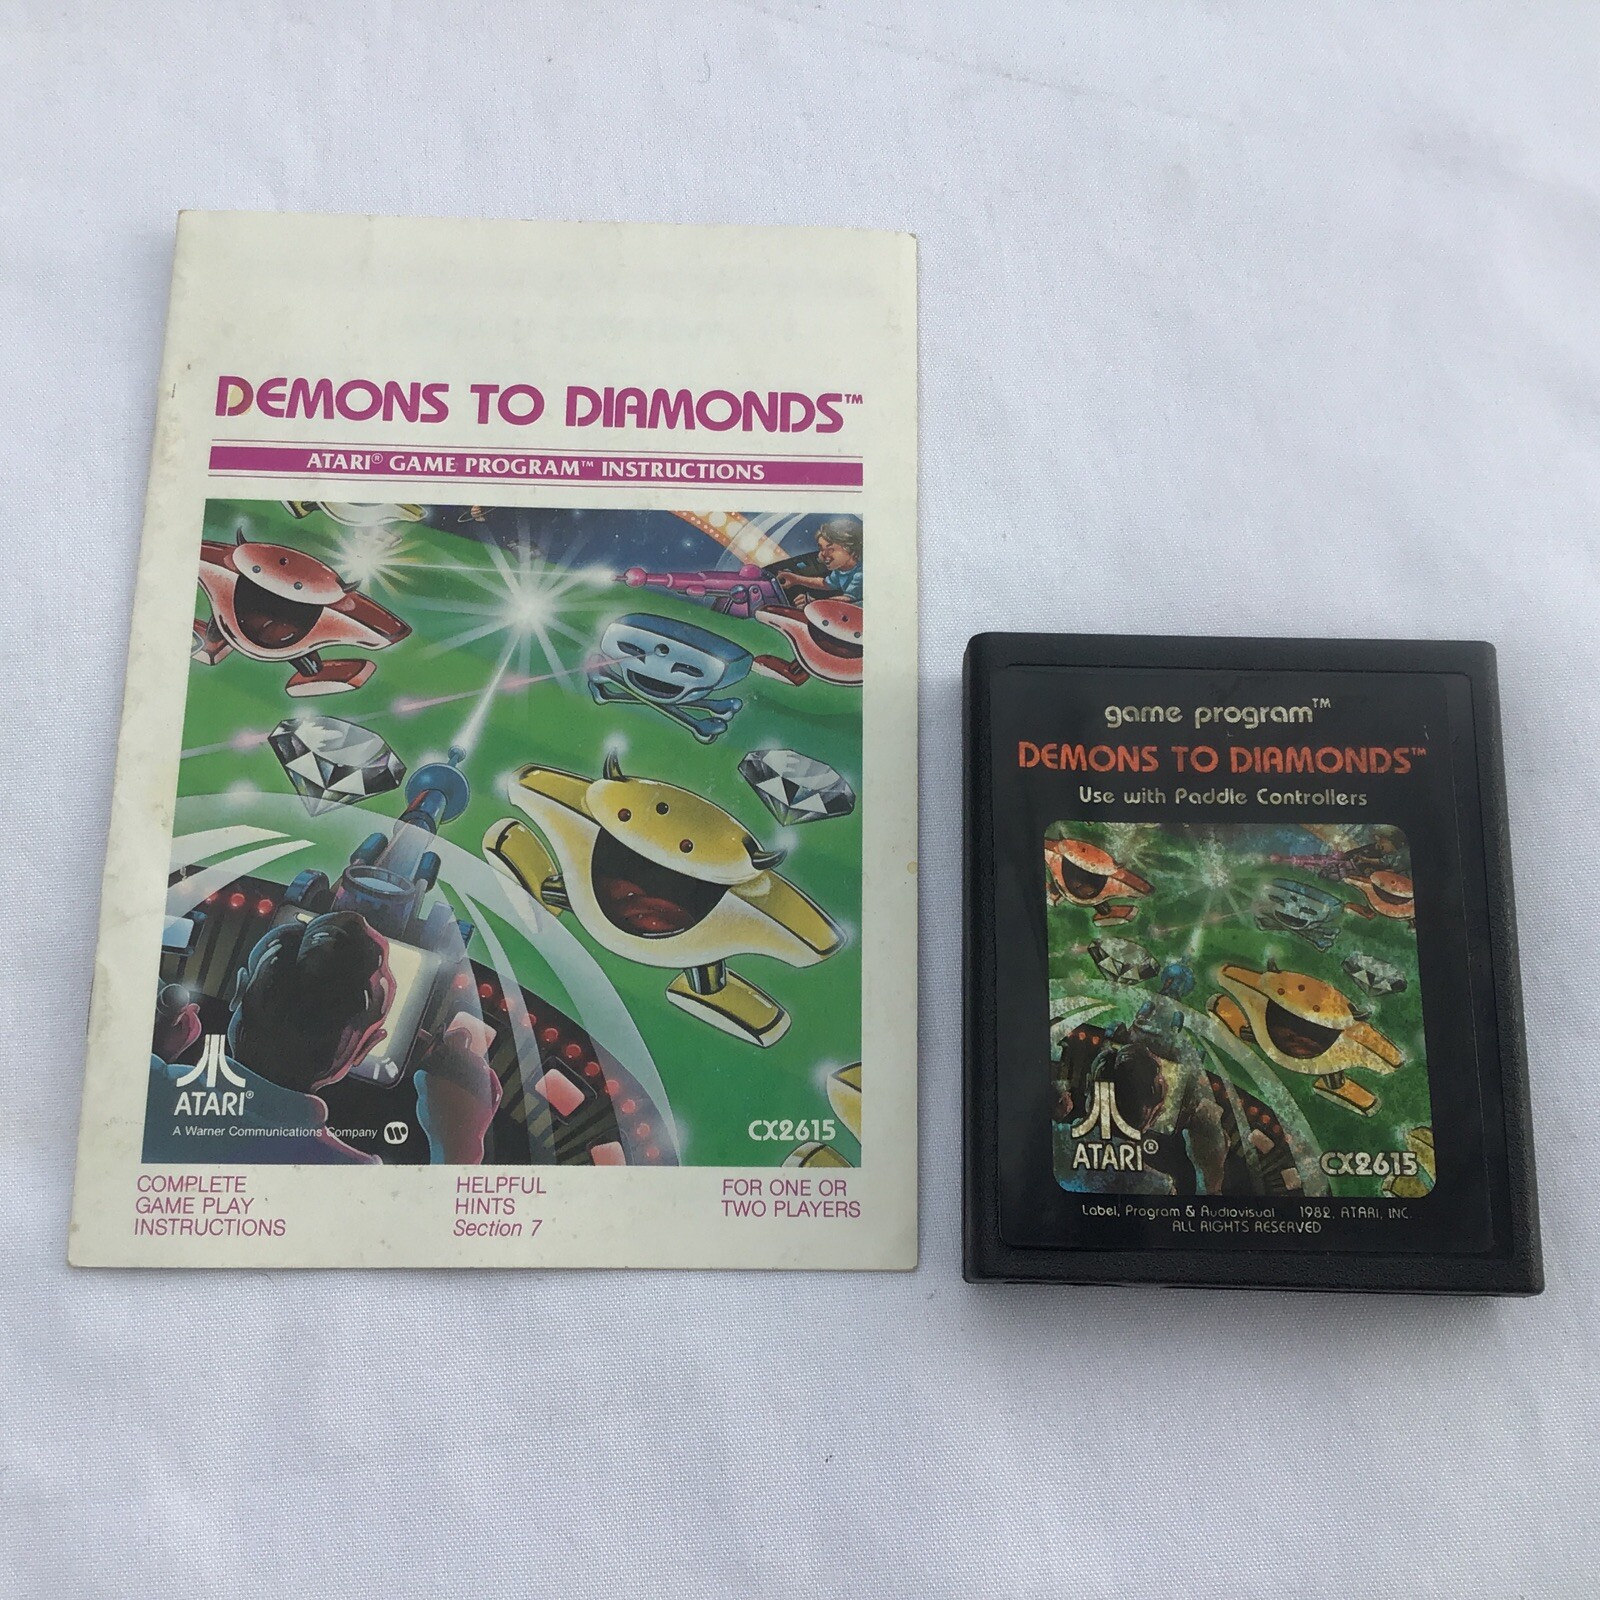 DEMONS TO DIAMONDS™
ATARI® GAME PROGRAM™ INSTRUCTIONS
ATARI®
A Warner Communications Company
CX2615
COMPLETE
GAME PLAY
INSTRUCTIONS
HELPFUL
HINTS
Section 7
FOR ONE OR
TWO PLAYERS
game program™
DEMONS TO DIAMONDS™
Use with Paddle Controllers
ATARI®
CX2615
Label, Program & Audiovisual 1982, ATARI, INC.
ALL RIGHTS RESERVED